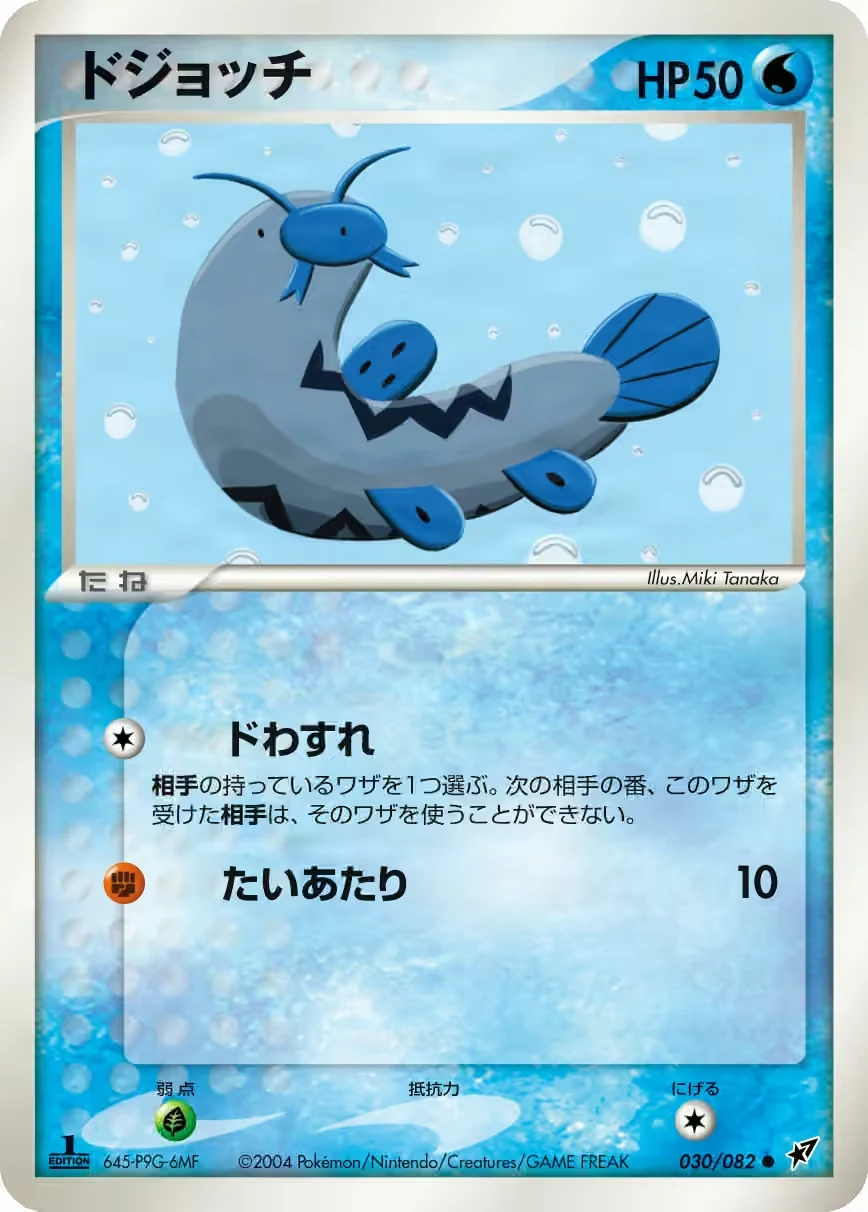 ドジョッチ
HP50
たね
Illus.Miki Tanaka
ドわすれ
相手の持っているワザを1つ選ぶ。次の相手の番、このワザを
受けた相手は、そのワザを使うことができない。
たいあたり 10
弱点 抵抗力 にげる
1
EDITION
645-P9G-6MF ©2004 Pokémon/Nintendo/Creatures/GAME FREAK 030/082